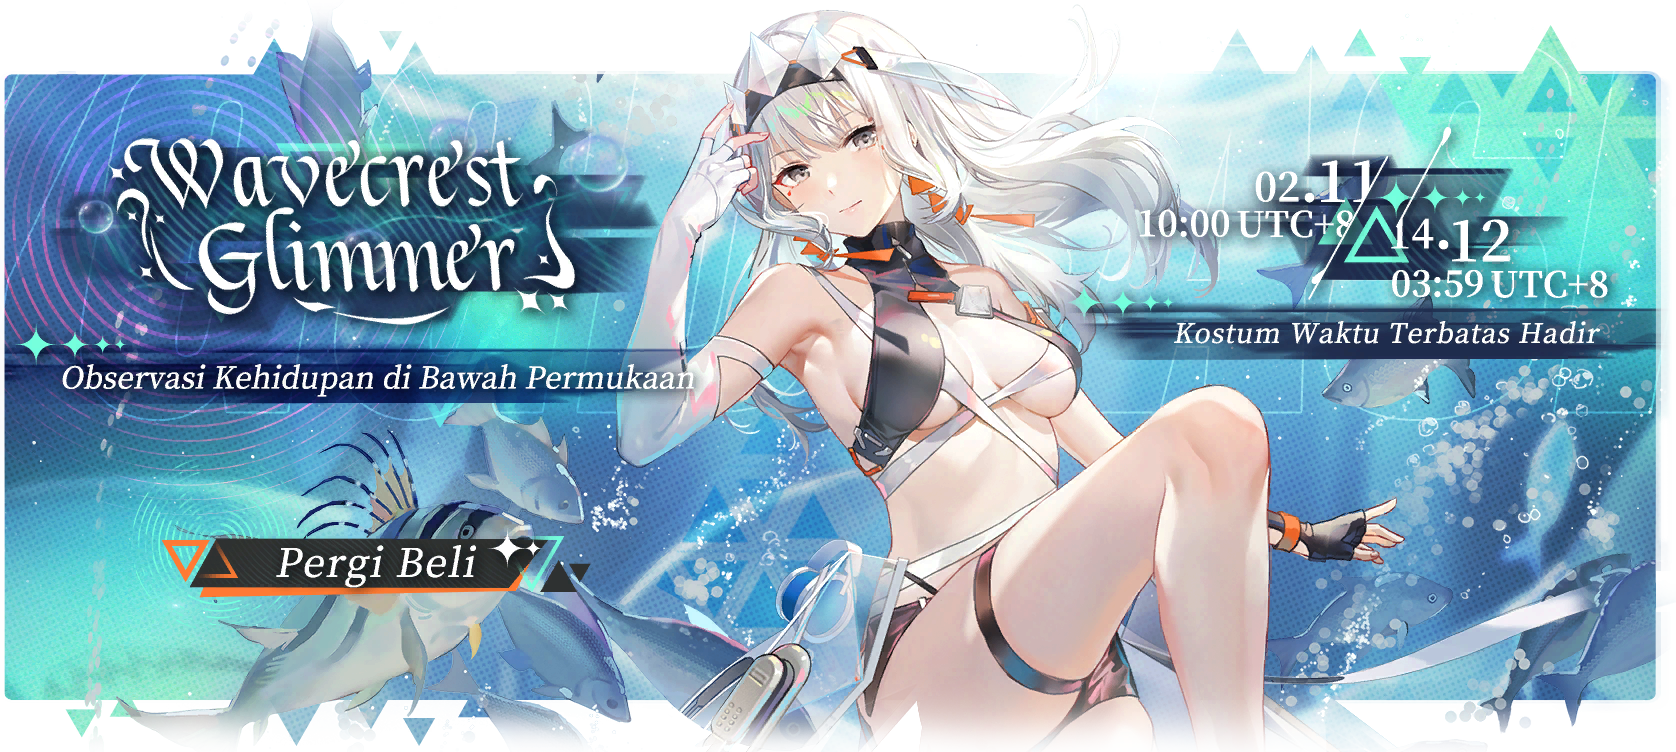 Wavecrest
Glimmer
Observasi Kehidupan di Bawah Permukaan
Pergi Beli
02.11
10:00 UTC+8
14.12
03:59 UTC+8
Kostum Waktu Terbatas Hadir